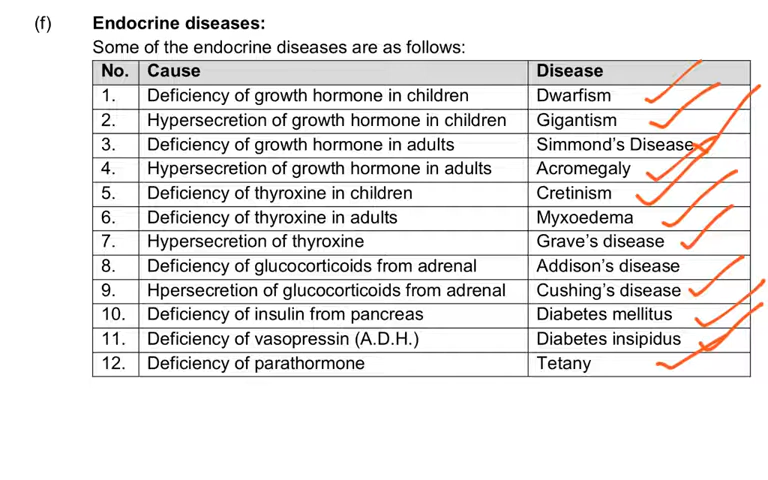 (f) Endocrine diseases:
Some of the endocrine diseases are as follows:
No. Cause Disease
1. Deficiency of growth hormone in children Dwarfism
2. Hypersecretion of growth hormone in children Gigantism
3. Deficiency of growth hormone in adults Simmond's Disease
4. Hypersecretion of growth hormone in adults Acromegaly
5. Deficiency of thyroxine in children Cretinism
6. Deficiency of thyroxine in adults Myxoedema
7. Hypersecretion of thyroxine Grave's disease
8. Deficiency of glucocorticoids from adrenal Addison's disease
9. Hpersecretion of glucocorticoids from adrenal Cushing's disease
10. Deficiency of insulin from pancreas Diabetes mellitus
11. Deficiency of vasopressin (A.D.H.) Diabetes insipidus
12. Deficiency of parathormone Tetany